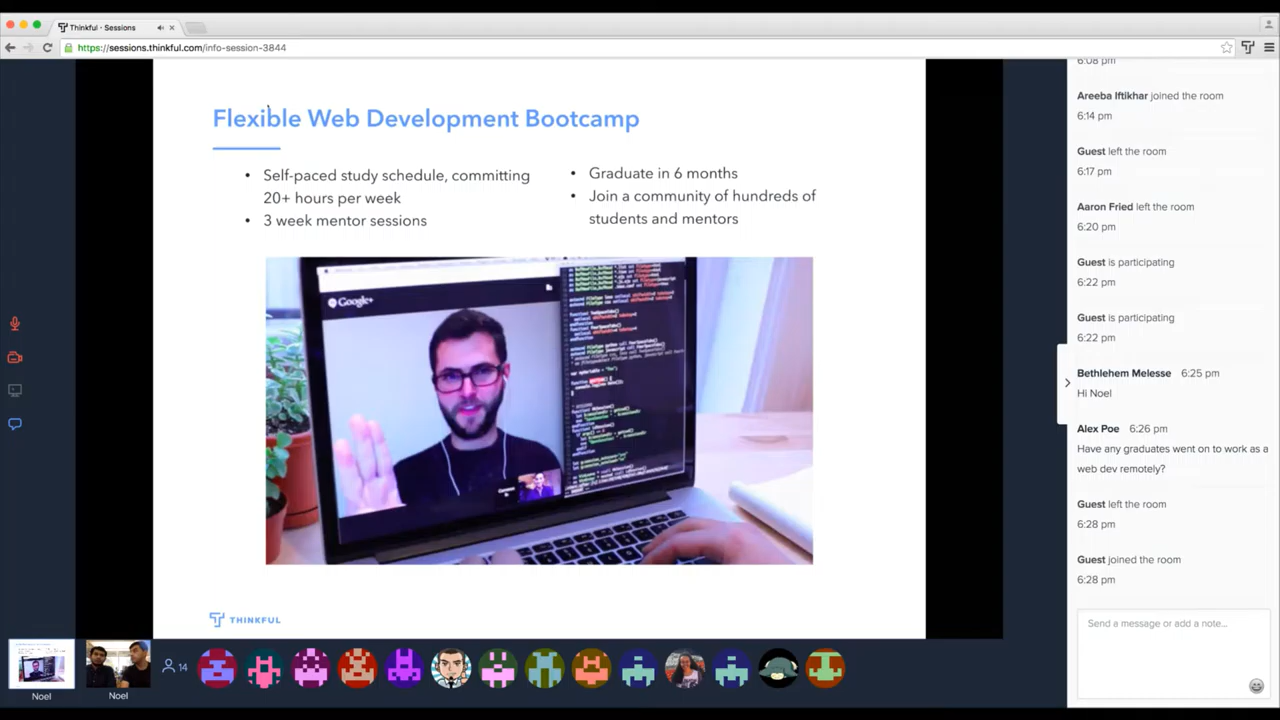 Thinkful - Sessions
https://sessions.thinkful.com/info-session-3844
Flexible Web Development Bootcamp
• Self-paced study schedule, committing
20+ hours per week
• 3 week mentor sessions
• Graduate in 6 months
• Join a community of hundreds of
students and mentors
Google+
THINKFUL
Noel
Noel
14
6:08 pm
Areeba Iftikhar joined the room
6:14 pm
Guest left the room
6:17 pm
Aaron Fried left the room
6:20 pm
Guest is participating
6:22 pm
Guest is participating
6:22 pm
Bethlehem Melesse 6:25 pm
Hi Noel
Alex Poe 6:26 pm
Have any graduates went on to work as a
web dev remotely?
Guest left the room
6:28 pm
Guest joined the room
6:28 pm
Send a message or add a note...